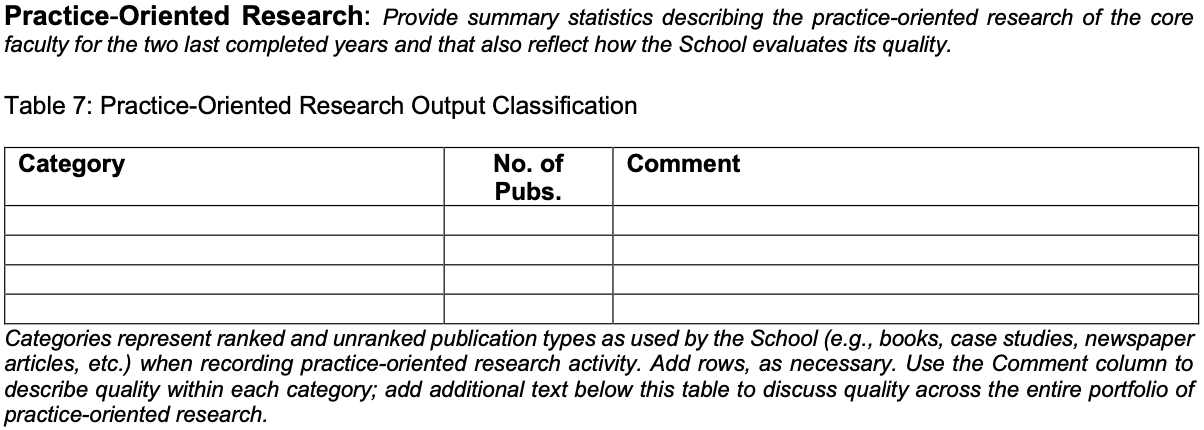 Practice-Oriented Research: Provide summary statistics describing the practice-oriented research of the core
faculty for the two last completed years and that also reflect how the School evaluates its quality.
Table 7: Practice-Oriented Research Output Classification
Category No. of Comment
Pubs.
Categories represent ranked and unranked publication types as used by the School (e.g., books, case studies, newspaper
articles, etc.) when recording practice-oriented research activity. Add rows, as necessary. Use the Comment column to
describe quality within each category; add additional text below this table to discuss quality across the entire portfolio of
practice-oriented research.